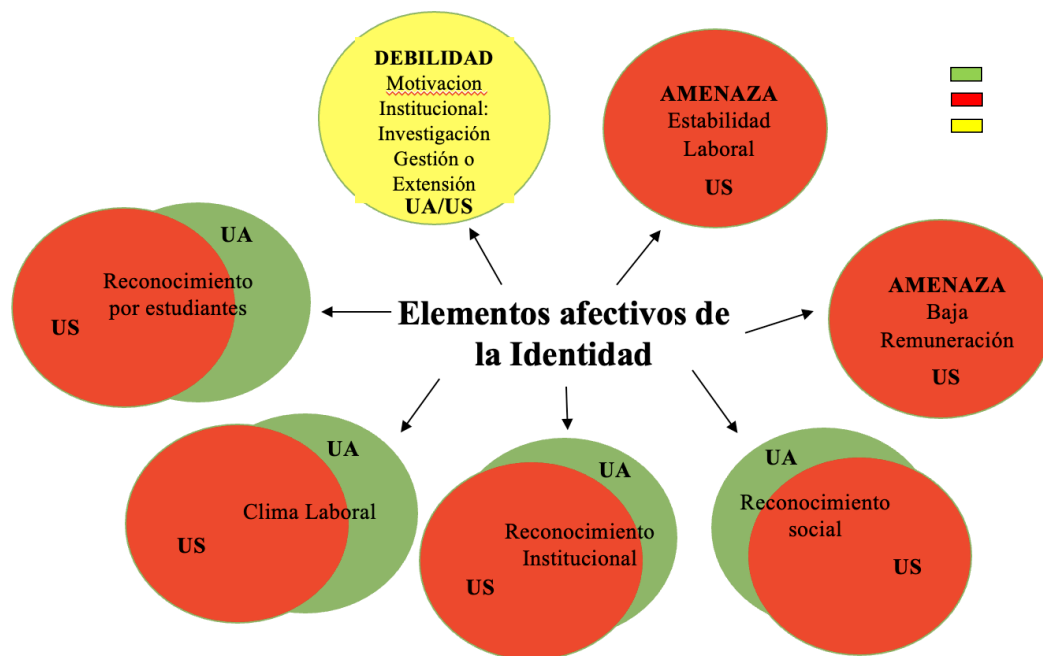 DEBILIDAD
Motivacion
Institucional:
Investigación
Gestión o
Extensión
UA/US
AMENAZA
Estabilidad
Laboral
US
UA
Reconocimiento
por estudiantes
US
Elementos afectivos de
la Identidad
AMENAZA
Baja
Remuneración
US
UA
Clima Laboral
US
UA
Reconocimiento
Institucional
US
UA
Reconocimiento
social
US